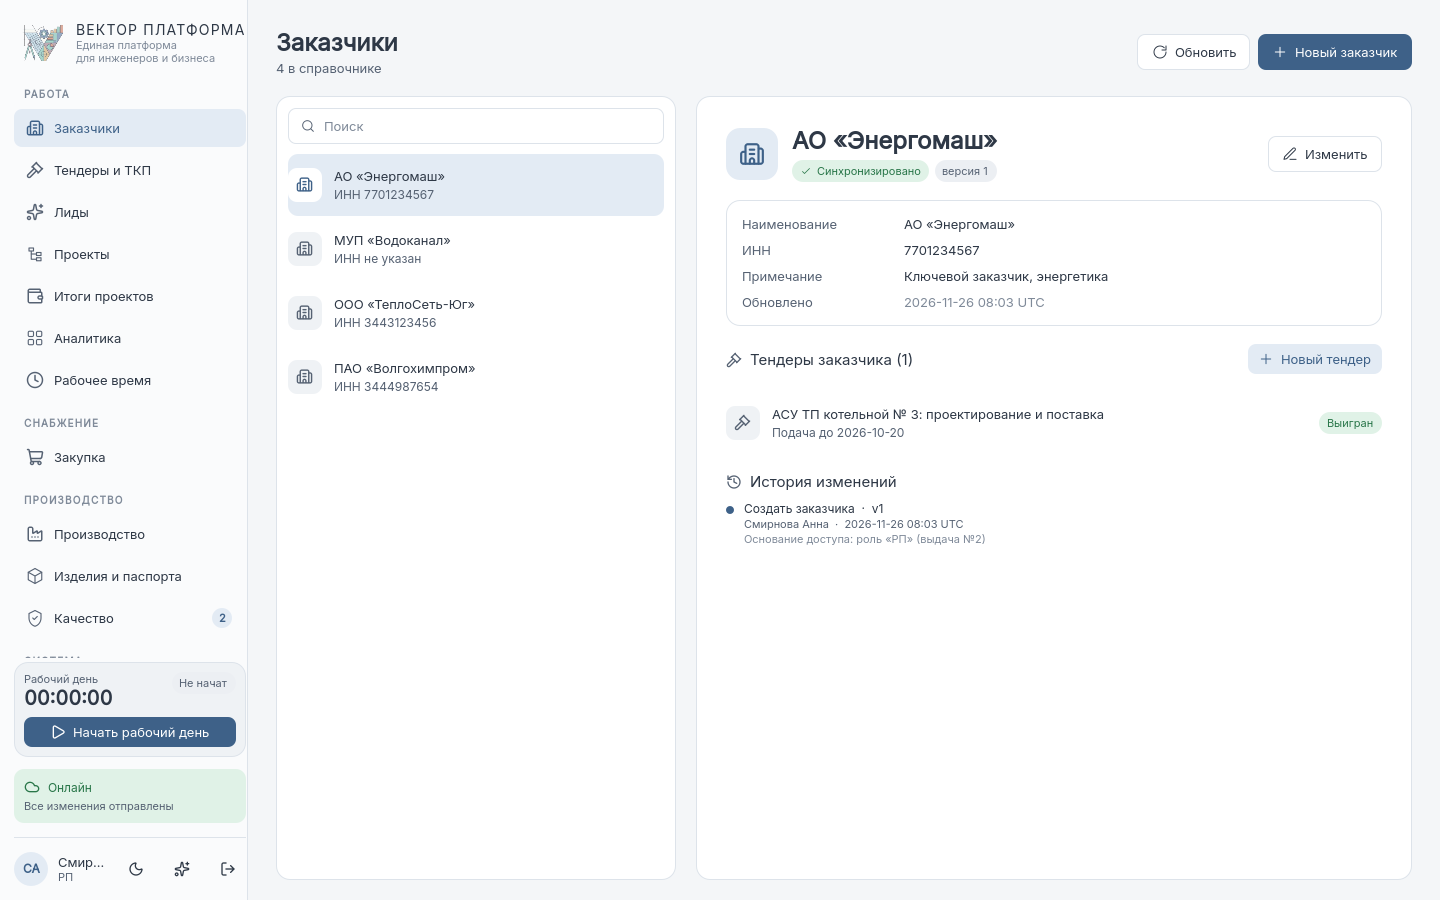 ВЕКТОР ПЛАТФОРМА
Единая платформа
для инженеров и бизнеса
РАБОТА
Заказчики
Тендеры и ТКП
Лиды
Проекты
Итоги проектов
Аналитика
Рабочее время
СНАБЖЕНИЕ
Закупка
ПРОИЗВОДСТВО
Производство
Изделия и паспорта
Качество 2
Рабочий день
Не начат
00:00:00
Начать рабочий день
Онлайн
Все изменения отправлены
СА
Смир...
РП
Заказчики
4 в справочнике
Обновить
Новый заказчик
Поиск
АО «Энергомаш»
ИНН 7701234567
МУП «Водоканал»
ИНН не указан
ООО «ТеплоСеть-Юг»
ИНН 3443123456
ПАО «Волгохимпром»
ИНН 3444987654
АО «Энергомаш»
Синхронизировано
версия 1
Изменить
Наименование АО «Энергомаш»
ИНН 7701234567
Примечание Ключевой заказчик, энергетика
Обновлено 2026-11-26 08:03 UTC
Тендеры заказчика (1)
Новый тендер
АСУ ТП котельной № 3: проектирование и поставка
Подача до 2026-10-20
Выигран
История изменений
Создать заказчика · v1
Смирнова Анна · 2026-11-26 08:03 UTC
Основание доступа: роль «РП» (выдача №2)